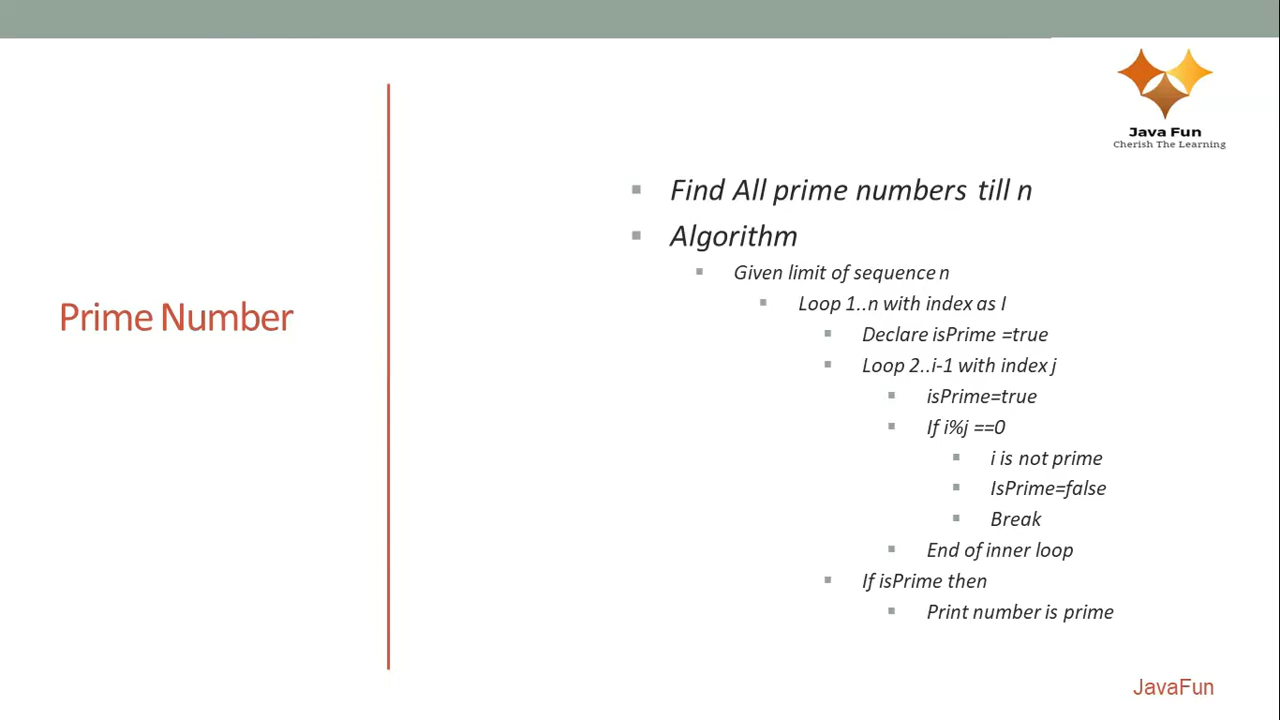 Java Fun
Cherish The Learning
Prime Number
Find All prime numbers till n
Algorithm
Given limit of sequence n
Loop 1..n with index as I
Declare isPrime =true
Loop 2..i-1 with index j
isPrime=true
If i%j ==0
i is not prime
IsPrime=false
Break
End of inner loop
If isPrime then
Print number is prime
JavaFun